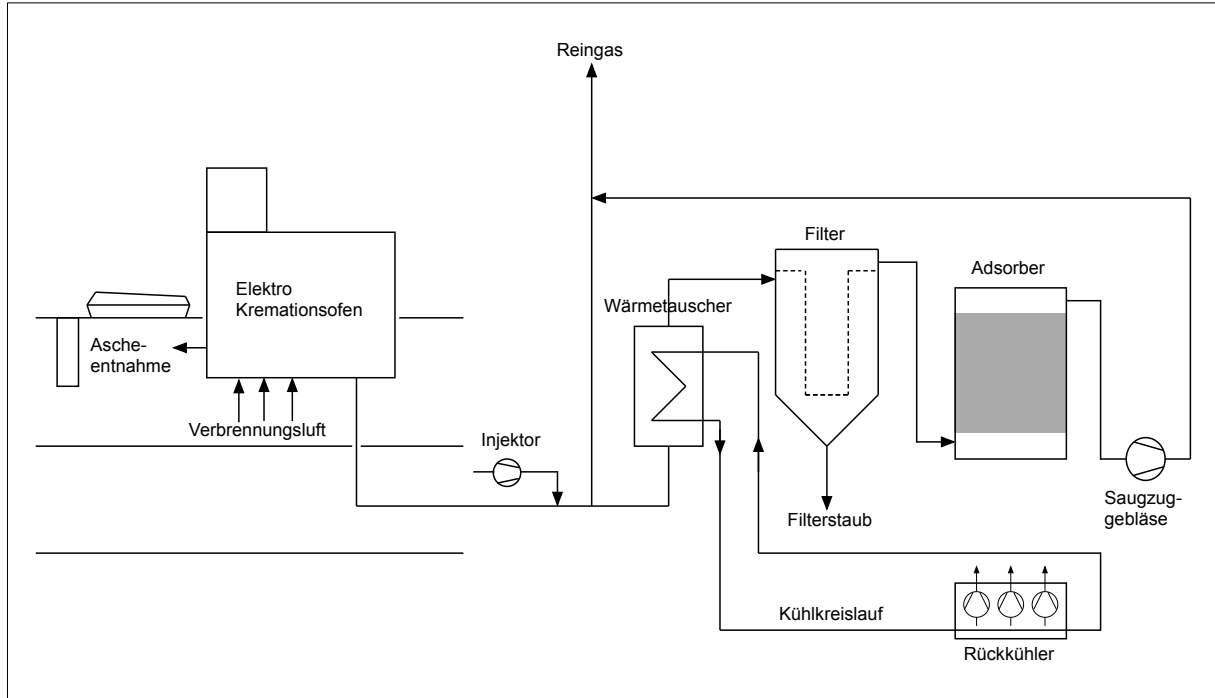 Reingas
Filter
Adsorber
Elektro
Kremationsofen
Wärmetauscher
Asche-
entnahme
Verbrennungsluft
Injektor
Saugzug-
gebläse
Filterstaub
Kühlkreislauf
Rückkühler